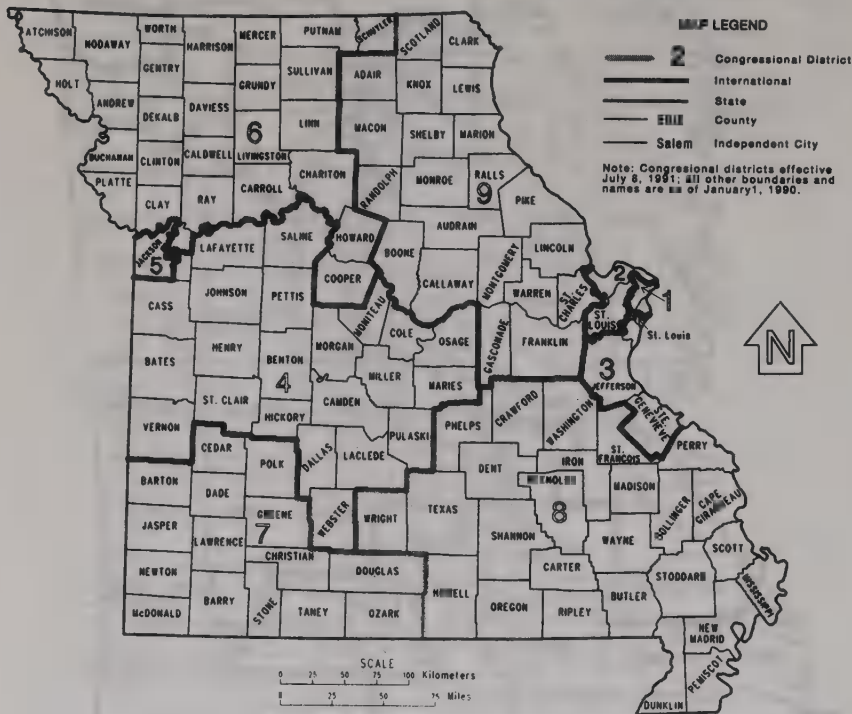 LEGEND
2 Congressional District
International
State
County
Salem Independent City
Note: Congresional districts effective
July 8, 1991; all other boundaries and
names are as of January1, 1990.
N
ATCHISON
NODAWAY
WORTH
HARRISON
MERCER
PUTNAM
SCHUYLER
SCOTLAND
CLARK
HOLT
GENTRY
SULLIVAN
ADAIR
KNOX
LEWIS
ANDREW
DEKALB
DAVIESS
GRUNDY
6
LINN
MACON
SHELBY
MARION
BUCHANAN
CLINTON
CALDWELL
LIVINGSTON
CHARITON
RANDOLPH
MONROE
RALLS
9
PIKE
PLATTE
CLAY
RAY
CARROLL
AUDRAIN
JACKSON
5
LAFAYETTE
SALINE
HOWARD
BOONE
CALLAWAY
MONTGOMERY
LINCOLN
WARREN
ST. CHARLES
2
1
COOPER
CASS
JOHNSON
PETTIS
MONITEAU
COLE
OSAGE
GASCONADE
FRANKLIN
ST. LOUIS
St. Louis
BATES
HENRY
BENTON
MORGAN
MILLER
MARIES
3
JEFFERSON
4
ST. CLAIR
CAMDEN
HICKORY
VERNON
CEDAR
POLK
DALLAS
LACLEDE
PULASKI
PHELPS
CRAWFORD
WASHINGTON
STE. GENEVIEVE
ST. FRANCOIS
PERRY
BARTON
DADE
DENT
IRON
MADISON
BOLLINGER
CAPE
JASPER
7
WEBSTER
WRIGHT
TEXAS
8
LAWRENCE
CHRISTIAN
SHANNON
WAYNE
SCOTT
NEWTON
DOUGLAS
CARTER
STODDARD
MISSISSIPPI
McDONALD
BARRY
STONE
TANEY
OZARK
OREGON
RIPLEY
BUTLER
NEW MADRID
PEMISCOT
DUNKLIN
SCALE
0 25 50 75 100 Kilometers
0 25 50 75 Miles